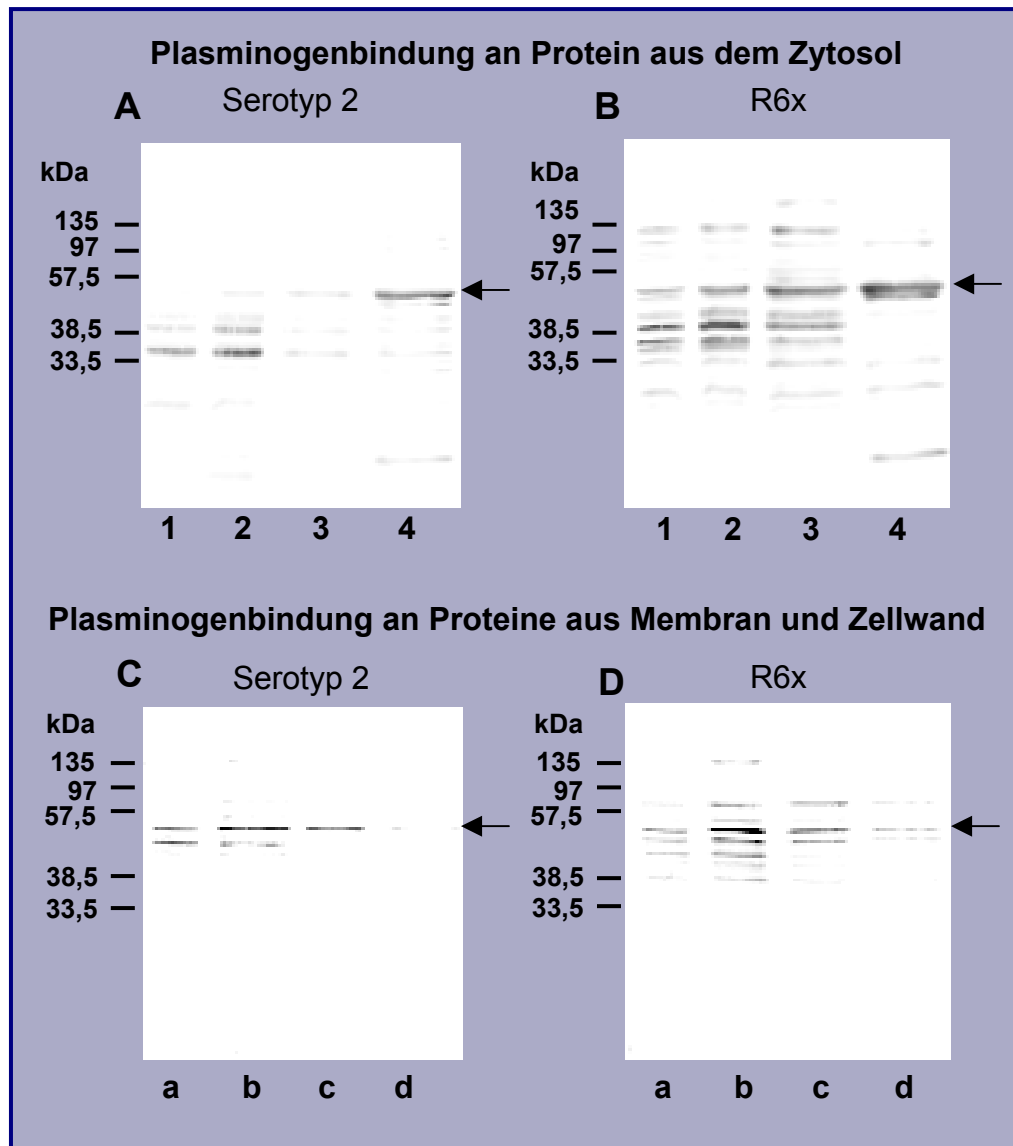 Plasminogenbindung an Protein aus dem Zytosol
A Serotyp 2
kDa
135
97
57,5
38,5
33,5
1 2 3 4
B R6x
kDa
135
97
57,5
38,5
33,5
1 2 3 4
Plasminogenbindung an Proteine aus Membran und Zellwand
C Serotyp 2
kDa
135
97
57,5
38,5
33,5
a b c d
D R6x
kDa
135
97
57,5
38,5
33,5
a b c d